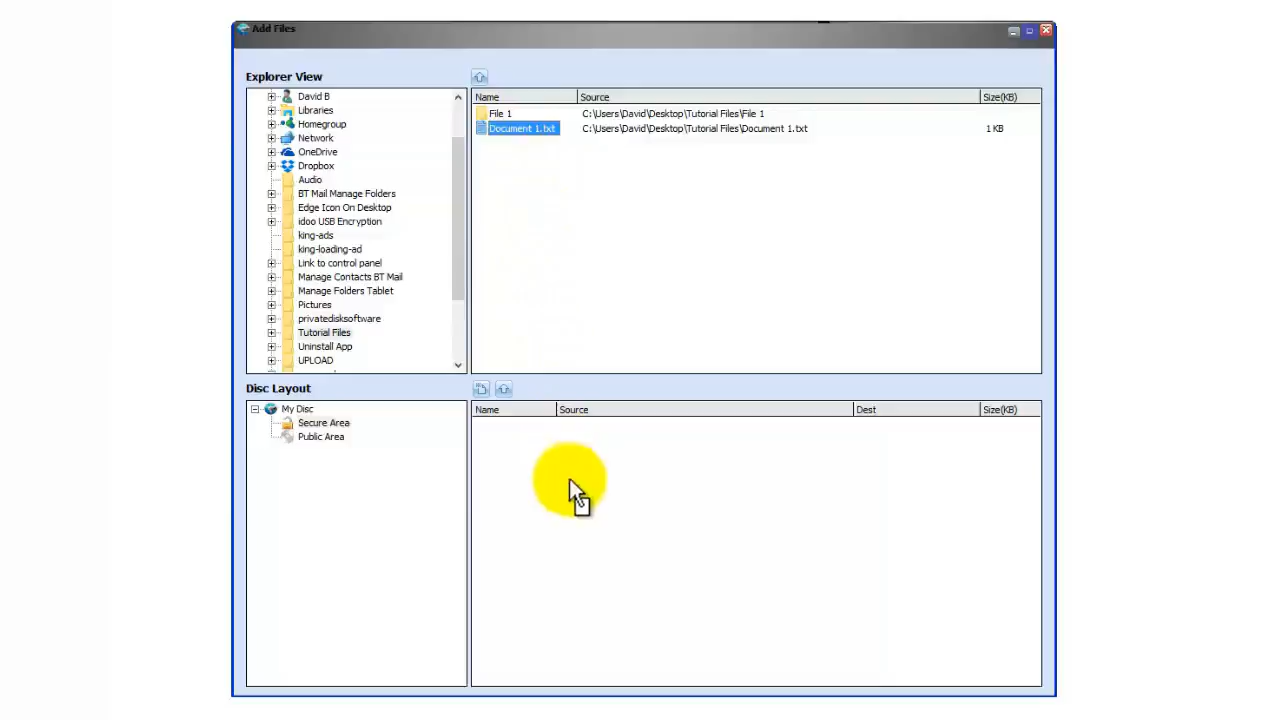 Add Files
Explorer View
Name Source Size(KB)
David B
Libraries
Homegroup
Network
OneDrive
Dropbox
Audio
BT Mail Manage Folders
Edge Icon On Desktop
idoo USB Encryption
king-ads
king-loading-ad
Link to control panel
Manage Contacts BT Mail
Manage Folders Tablet
Pictures
privatedisksoftware
Tutorial Files
Uninstall App
UPLOAD
File 1 C:\Users\David\Desktop\Tutorial Files\File 1
Document 1.txt C:\Users\David\Desktop\Tutorial Files\Document 1.txt 1 KB
Disc Layout
My Disc
Secure Area
Public Area
Name Source Dest Size(KB)